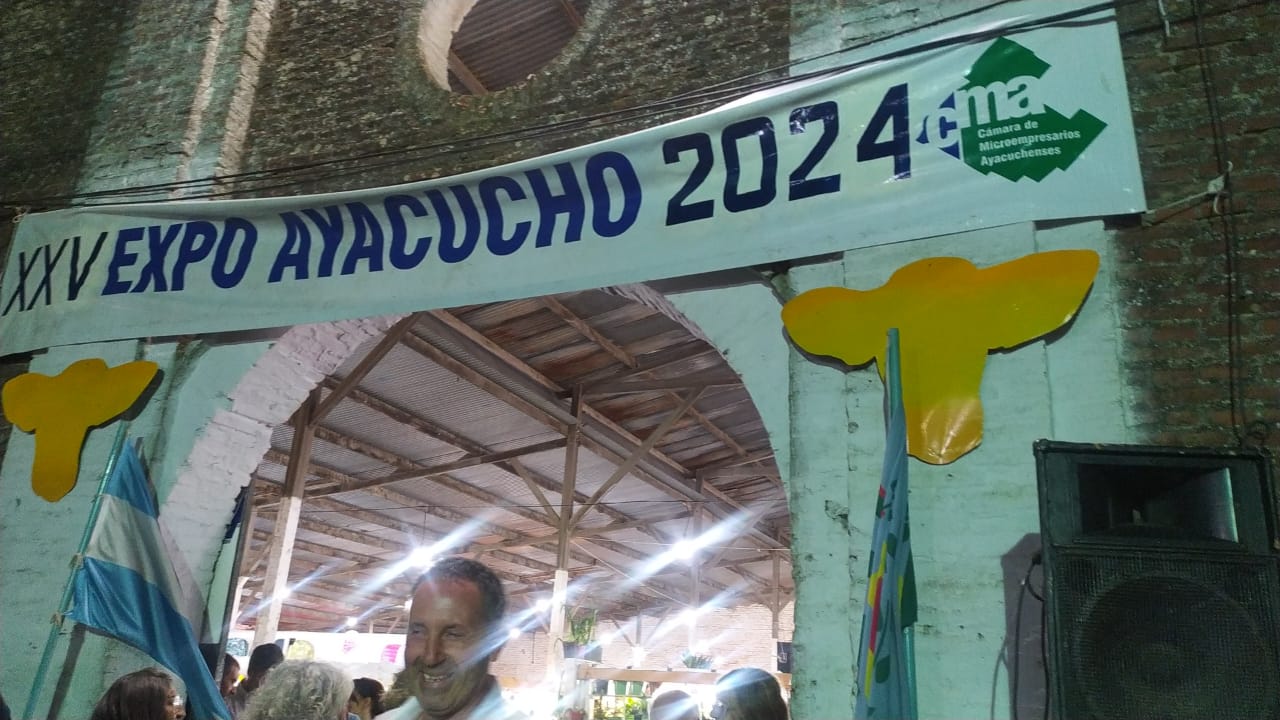 XXV EXPO AYACUCHO 2024
cma
Cámara de
Microempresarios
Ayacuchenses